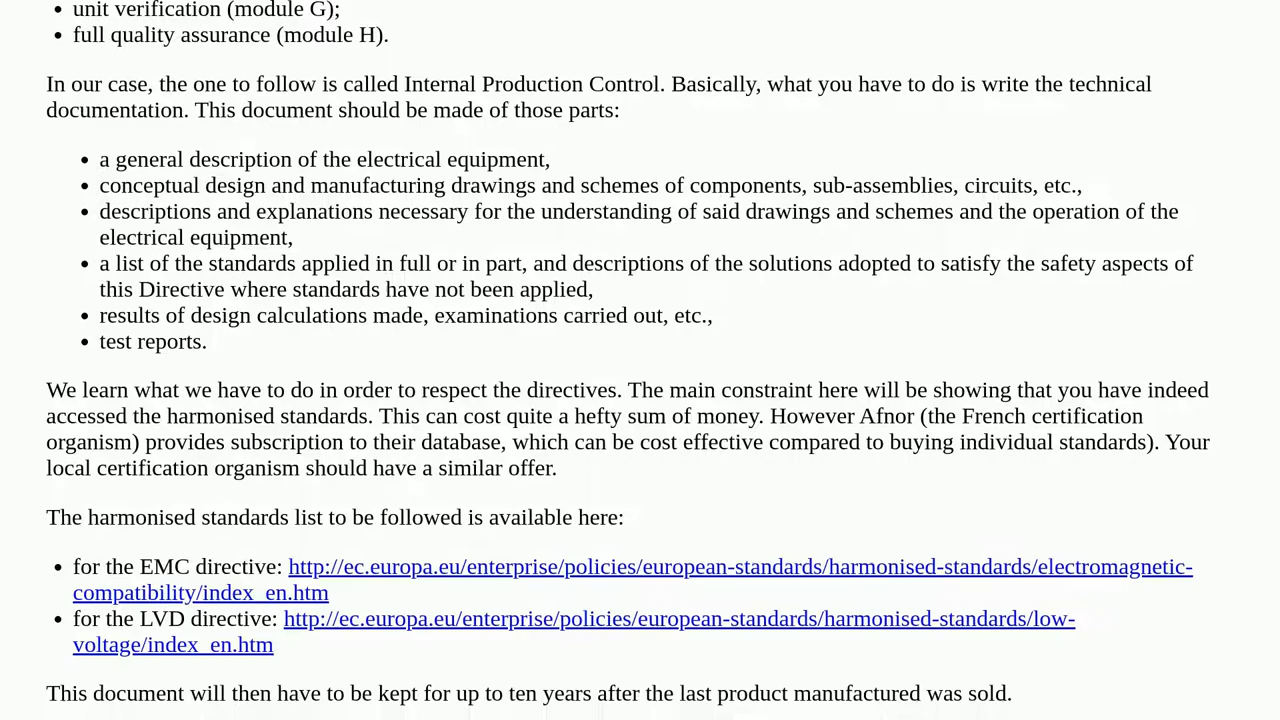 • unit verification (module G);
• full quality assurance (module H).
In our case, the one to follow is called Internal Production Control. Basically, what you have to do is write the technical
documentation. This document should be made of those parts:
• a general description of the electrical equipment,
• conceptual design and manufacturing drawings and schemes of components, sub-assemblies, circuits, etc.,
• descriptions and explanations necessary for the understanding of said drawings and schemes and the operation of the
electrical equipment,
• a list of the standards applied in full or in part, and descriptions of the solutions adopted to satisfy the safety aspects of
this Directive where standards have not been applied,
• results of design calculations made, examinations carried out, etc.,
• test reports.
We learn what we have to do in order to respect the directives. The main constraint here will be showing that you have indeed
accessed the harmonised standards. This can cost quite a hefty sum of money. However Afnor (the French certification
organism) provides subscription to their database, which can be cost effective compared to buying individual standards). Your
local certification organism should have a similar offer.
The harmonised standards list to be followed is available here:
• for the EMC directive: http://ec.europa.eu/enterprise/policies/european-standards/harmonised-standards/electromagnetic-
compatibility/index_en.htm
• for the LVD directive: http://ec.europa.eu/enterprise/policies/european-standards/harmonised-standards/low-
voltage/index_en.htm
This document will then have to be kept for up to ten years after the last product manufactured was sold.